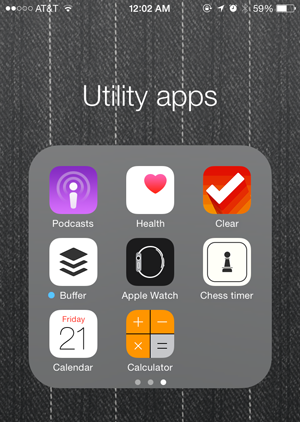 AT&T 12:02 AM 59%
Utility apps
Podcasts Health Clear
Buffer Apple Watch Chess timer
Friday
21
Calendar Calculator